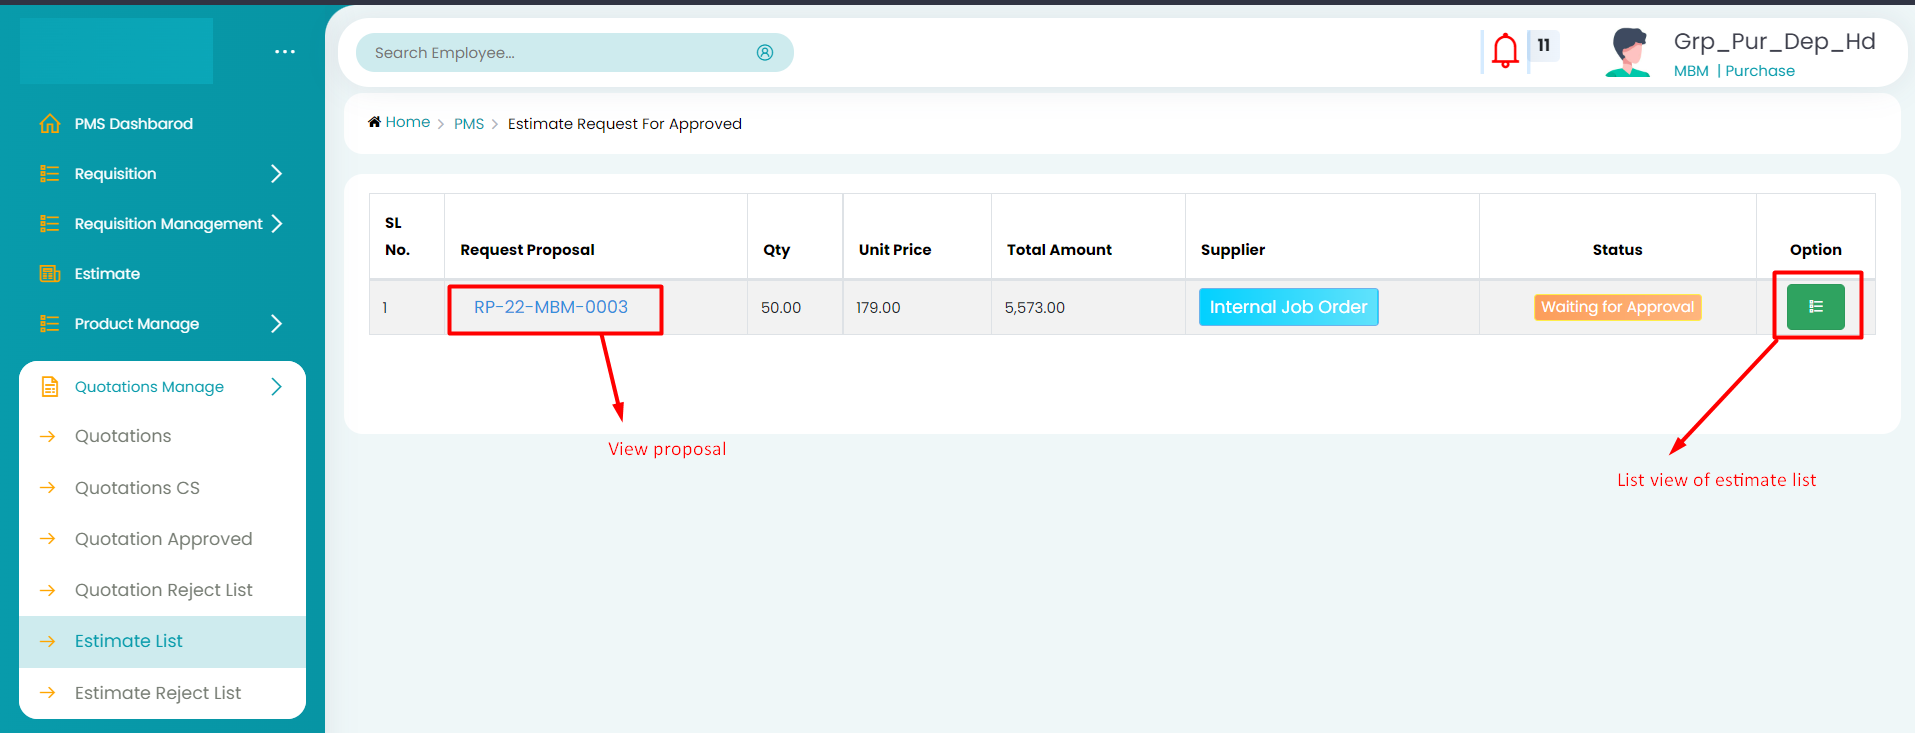 Search Employee...
11
Grp_Pur_Dep_Hd
MBM | Purchase
PMS Dashbarod
Requisition
Requisition Management
Estimate
Product Manage
Quotations Manage
Quotations
Quotations CS
Quotation Approved
Quotation Reject List
Estimate List
Estimate Reject List
Home > PMS > Estimate Request For Approved
SL No. Request Proposal Qty Unit Price Total Amount Supplier Status Option
1 RP-22-MBM-0003 50.00 179.00 5,573.00 Internal Job Order Waiting for Approval
View proposal
List view of estimate list